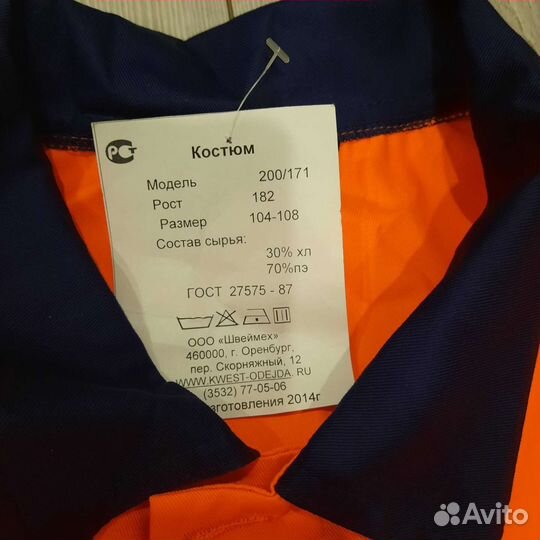 РСТ
Костюм
Модель 200/171
Рост 182
Размер 104-108
Состав сырья:
30% хл
70%пэ
ГОСТ 27575 - 87
ООО «Швеймех»
460000, г. Оренбург,
пер. Скорняжный, 12
WWW.KWEST-ODEJDA.RU
(3532) 77-05-06
зготовления 2014г
Avito